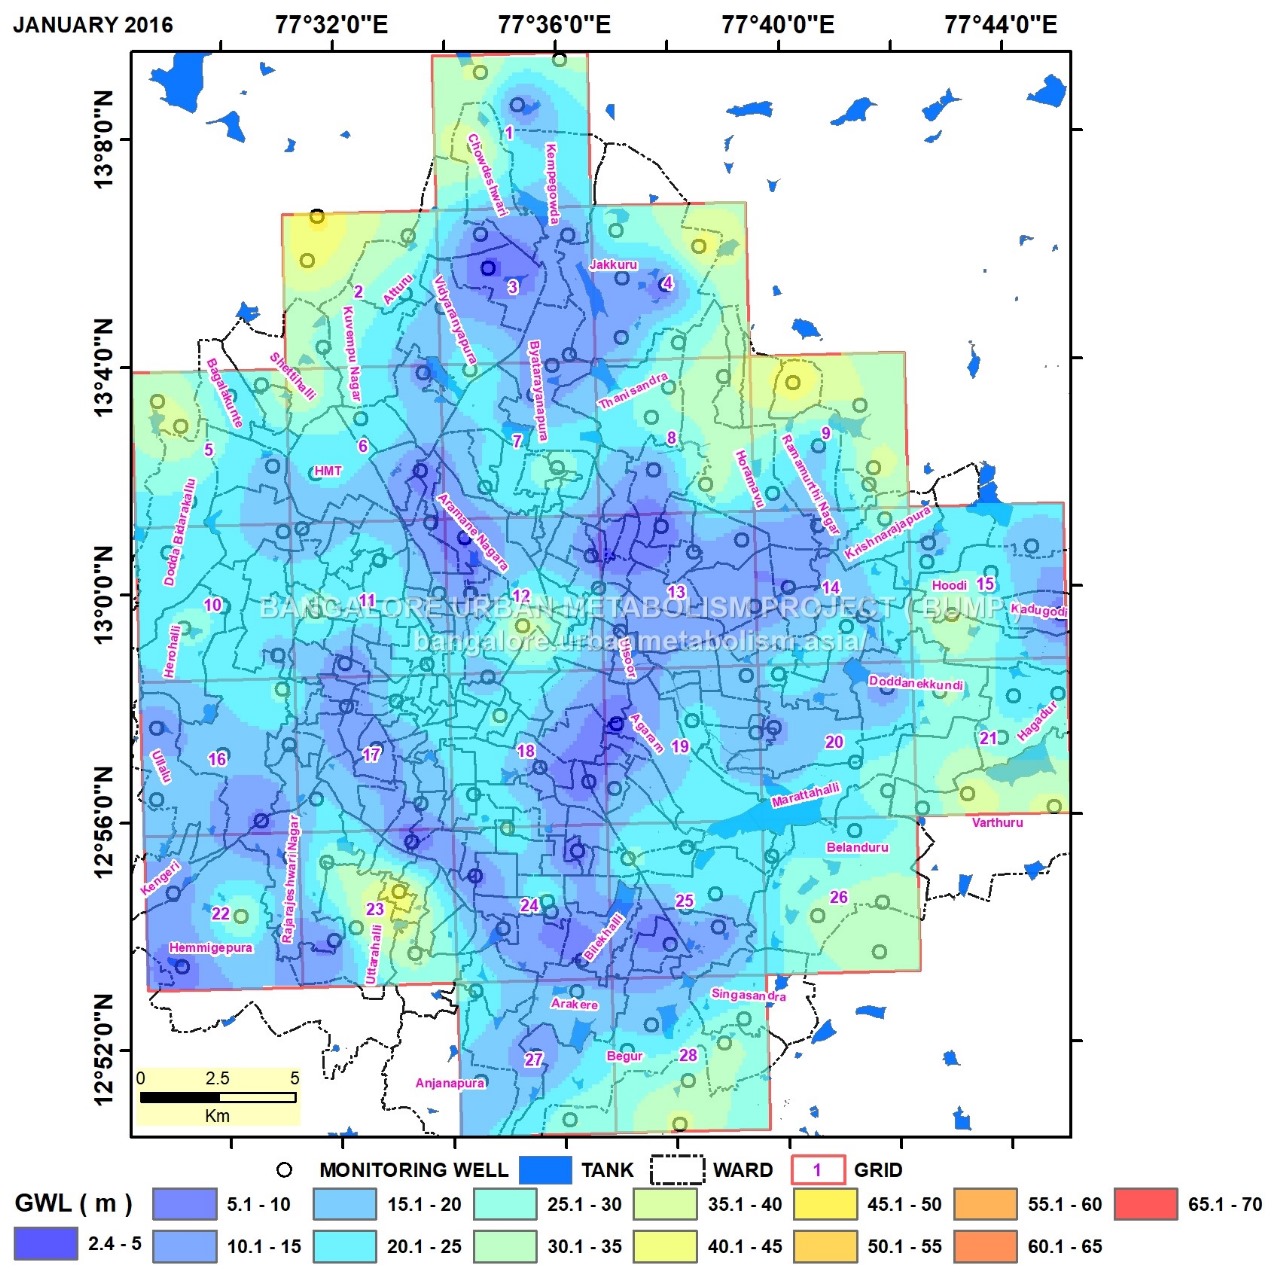 JANUARY 2016
77°32'0"E
77°36'0"E
77°40'0"E
77°44'0"E
13°8'0"N
13°4'0"N
13°0'0"N
12°56'0"N
12°52'0"N
1
Chowdeshwari
Kempegowda
2
Atturu
Vidyaranyapura
3
Jakkuru
4
Kuvempu Nagar
Shettihalli
Bagalakunte
Byatarayanapura
Thanisandra
5
6
HMT
7
8
9
Horamavu
Ramamurthi Nagar
Dodda Bidarakallu
Aramane Nagara
Krishnarajapura
10
11
12
13
14
Hoodi
15
Kadugodi
BANGALORE URBAN METABOLISM PROJECT ( BUMP )
bangalore.urbanmetabolism.asia/
Herohalli
Ulsoor
Doddanekkundi
Agaram
Hagadur
Ullalu
16
17
18
19
20
21
Marattahalli
Varthuru
Rajarajeshwari Nagar
Belanduru
Kengeri
22
23
24
25
26
Hemmigepura
Uttarahalli
Bilekhalli
Arakere
Singasandra
27
Begur
28
Anjanapura
0 2.5 5
Km
MONITORING WELL
TANK
WARD
1 GRID
GWL ( m )
5.1 - 10
15.1 - 20
25.1 - 30
35.1 - 40
45.1 - 50
55.1 - 60
65.1 - 70
2.4 - 5
10.1 - 15
20.1 - 25
30.1 - 35
40.1 - 45
50.1 - 55
60.1 - 65